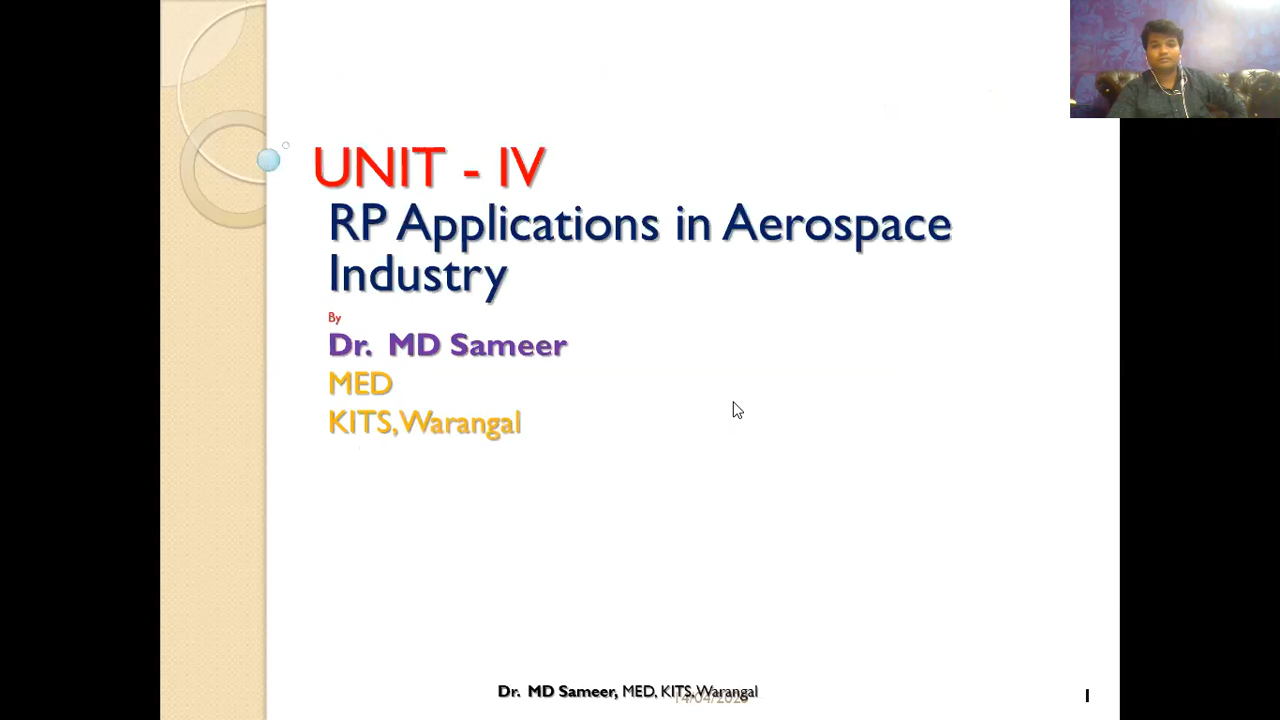 UNIT - IV
RP Applications in Aerospace
Industry
By
Dr. MD Sameer
MED
KITS, Warangal
Dr. MD Sameer, MED, KITS, Warangal
1